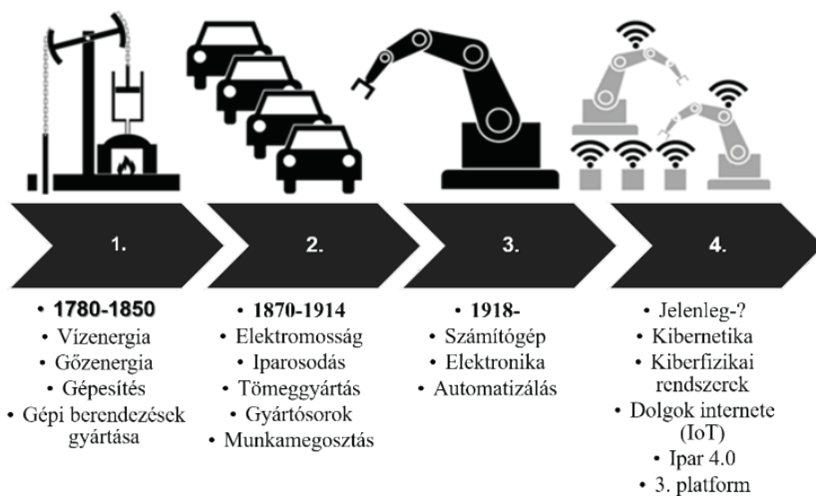 1.
• 1780-1850
• Vízenergia
• Gőzenergia
• Gépesítés
• Gépi berendezések
gyártása
2.
• 1870-1914
• Elektromosság
• Iparosodás
• Tömeggyártás
• Gyártósorok
• Munkamegosztás
3.
• 1918-
• Számítógép
• Elektronika
• Automatizálás
4.
• Jelenleg-?
• Kibernetika
• Kiberfizikai
rendszerek
• Dolgok internete
(IoT)
• Ipar 4.0
• 3. platform